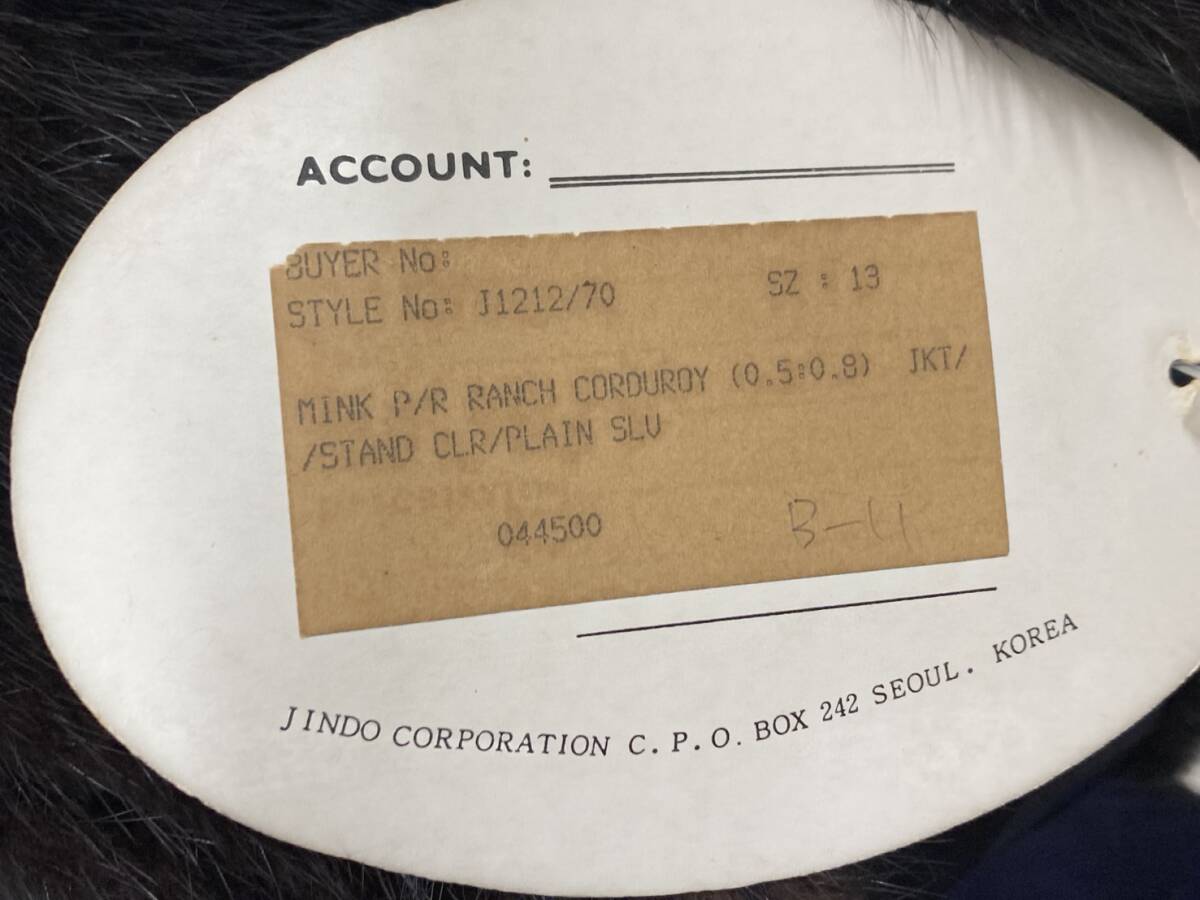 ACCOUNT:
BUYER No:
STYLE No: J1212/70 SZ : 13
MINK P/R RANCH CORDUROY (0.5:0.8) JKT/
/STAND CLR/PLAIN SLV
044500
JINDO CORPORATION C. P. O. BOX 242 SEOUL. KOREA